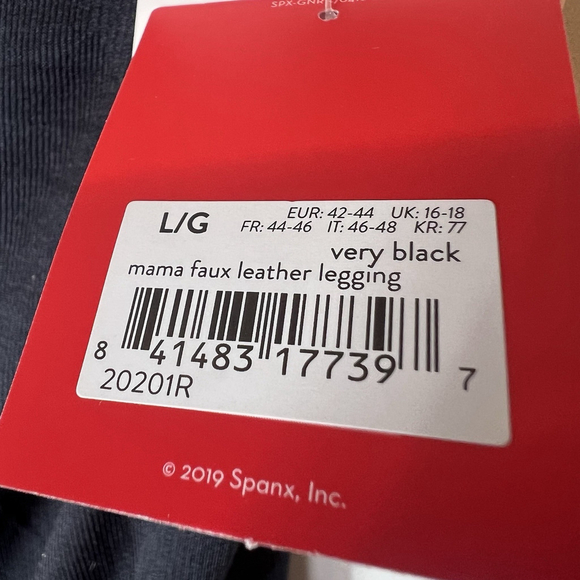 L/G
EUR: 42-44 UK: 16-18
FR: 44-46 IT: 46-48 KR: 77
very black
mama faux leather legging
8 41483 17739 7
20201R
© 2019 Spanx, Inc.